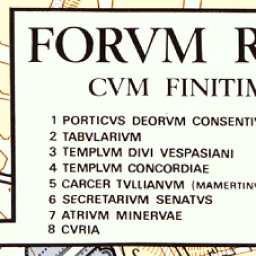 FORVM R
CVM FINITIM
1 PORTICVS DEORVM CONSENTIV
2 TABVLARIVM
3 TEMPLVM DIVI VESPASIANI
4 TEMPLVM CONCORDIAE
5 CARCER TVLLIANVM (MAMERTINV
6 SECRETARIVM SENATVS
7 ATRIVM MINERVAE
8 CVRIA